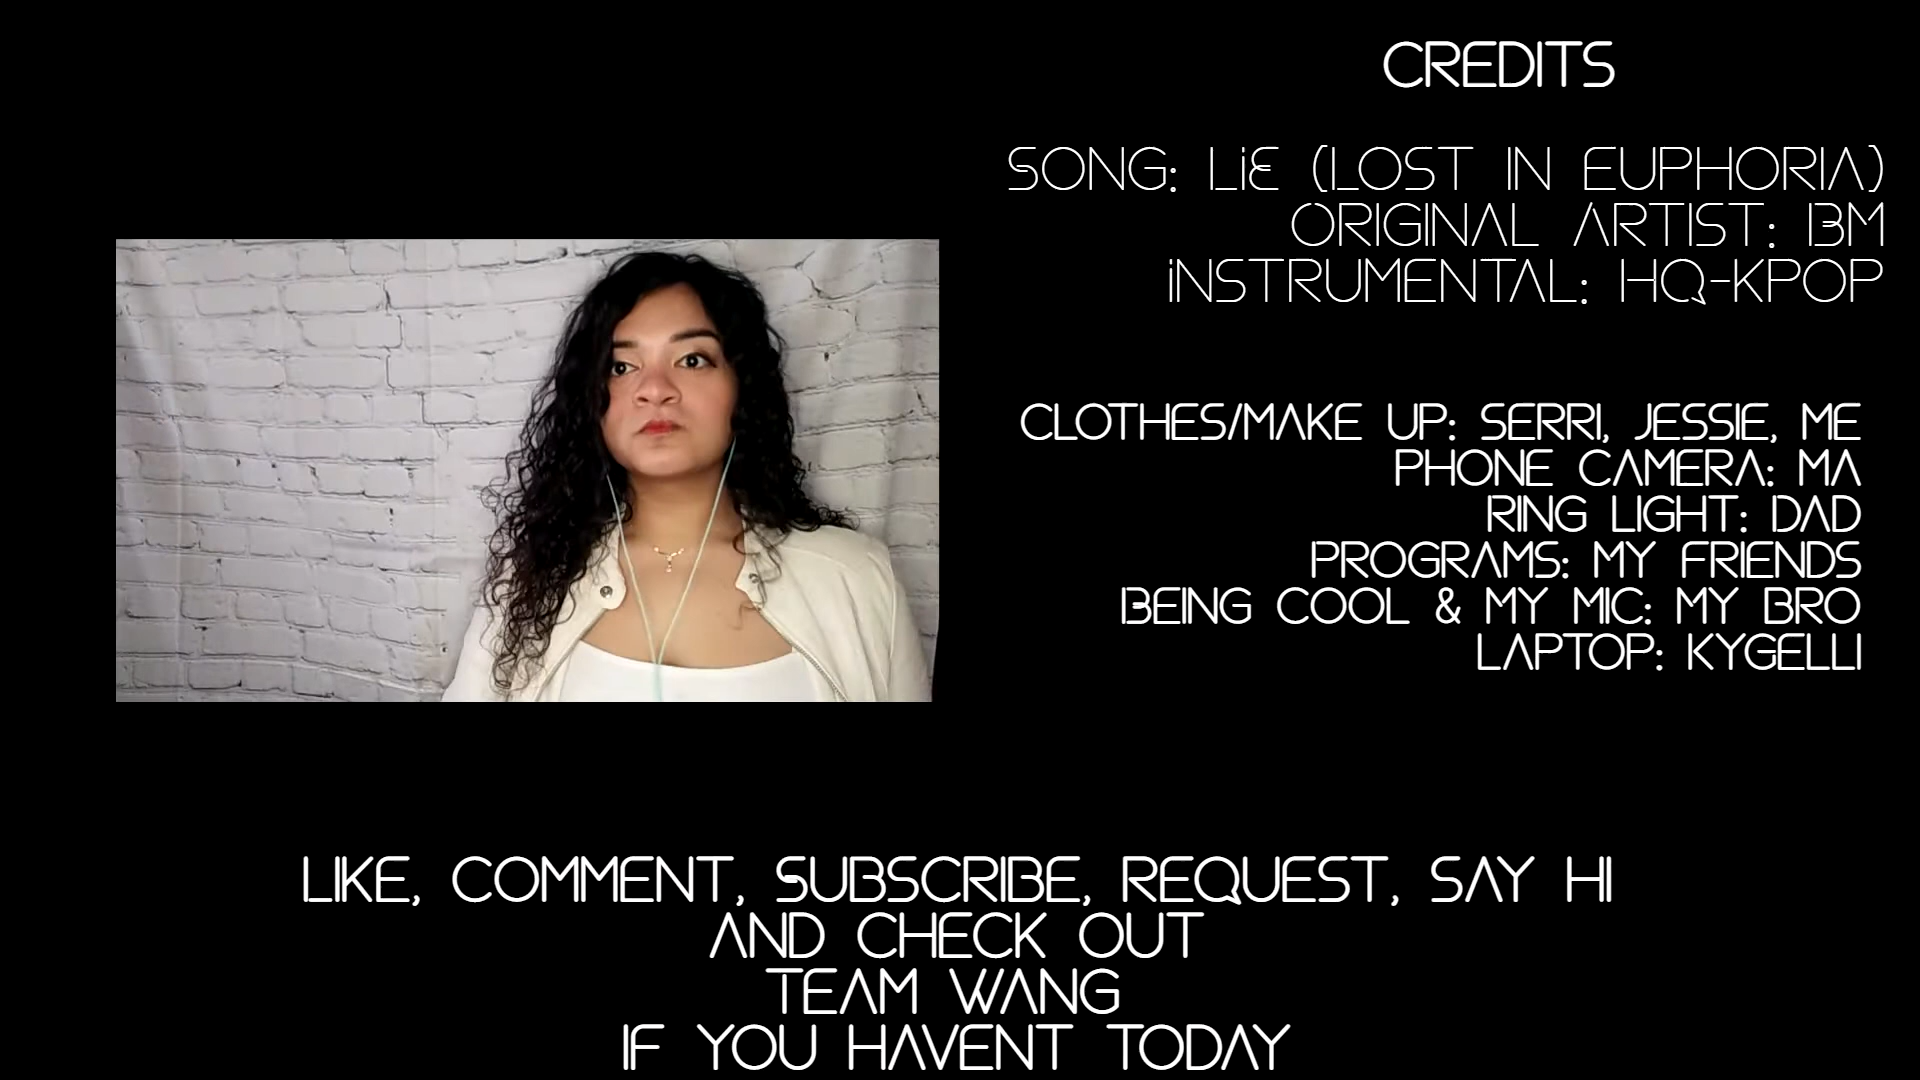 CREDITS
SONG: LiE (LOST IN EUPHORIA)
ORIGINAL ARTIST: BM
iNSTRUMENTAL: HQ-KPOP
CLOTHES/MAKE UP: SERRI, JESSIE, ME
PHONE CAMERA: MA
RING LIGHT: DAD
PROGRAMS: MY FRIENDS
BEING COOL & MY MIC: MY BRO
LAPTOP: KYGELLI
LIKE, COMMENT, SUBSCRIBE, REQUEST, SAY HI
AND CHECK OUT
TEAM WANG
IF YOU HAVENT TODAY